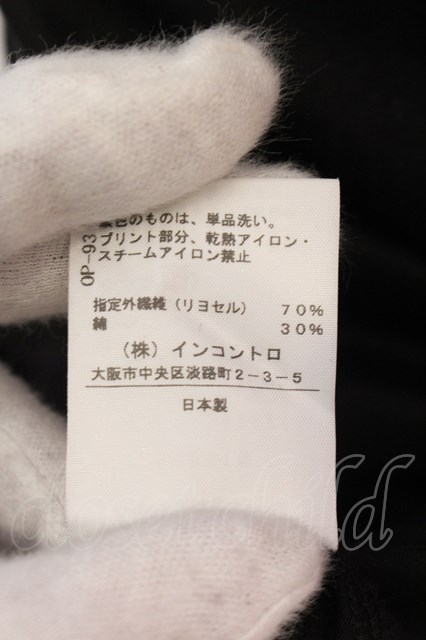 色のものは、単品洗い。
プリント部分、乾熱アイロン・
スチームアイロン禁止
OP-93
指定外繊維（リヨセル） 70%
綿 30%
（株）インコントロ
大阪市中央区淡路町2-3-5
日本製
closetchild